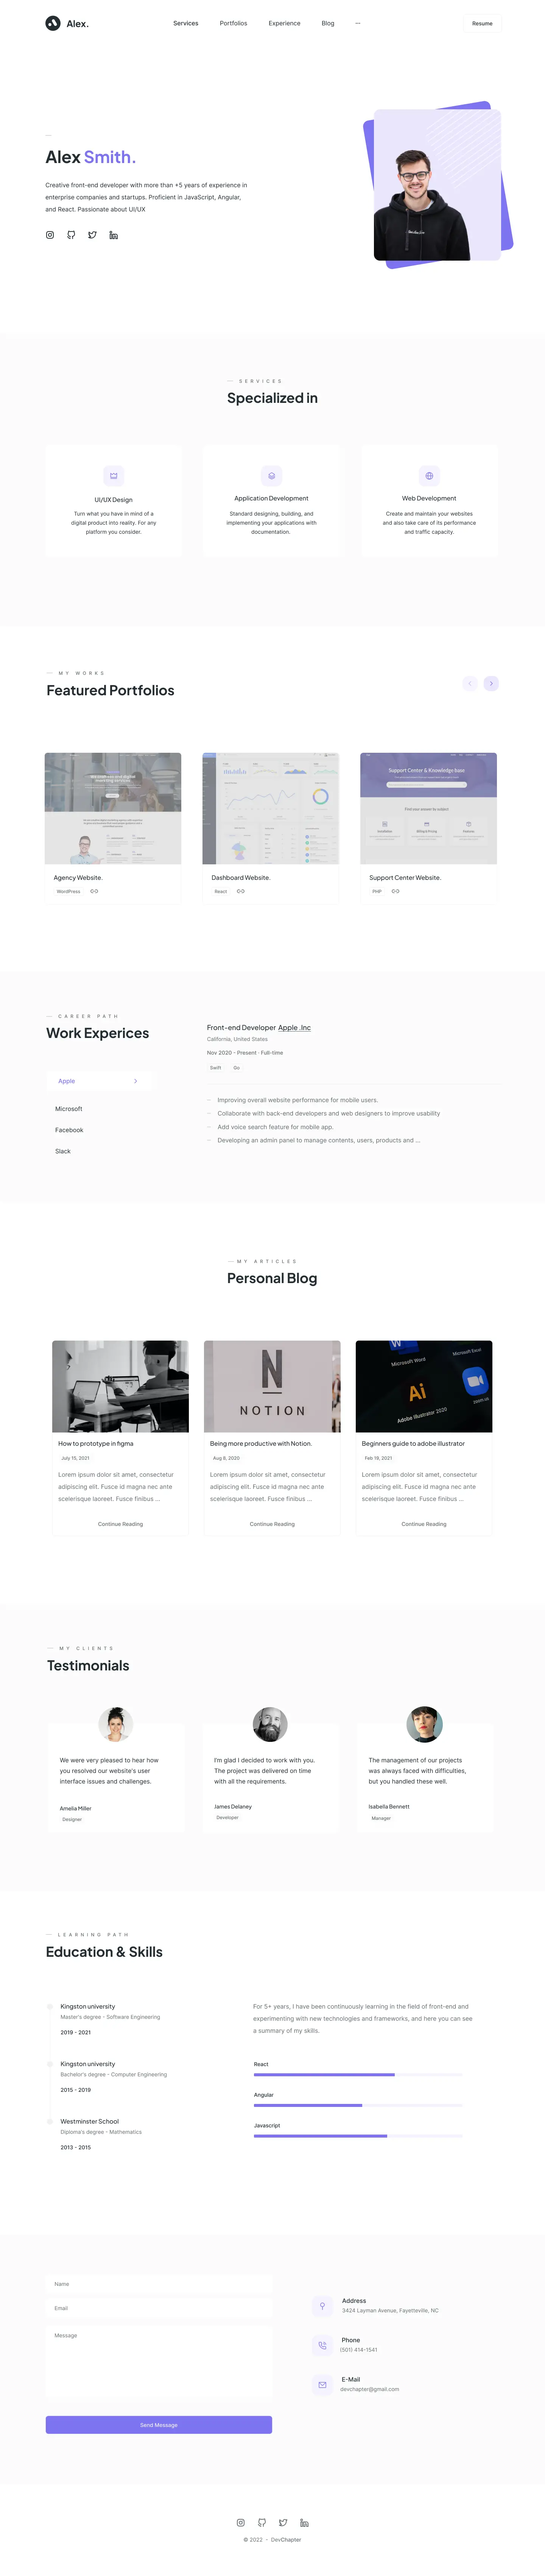 Alex.
Services
Portfolios
Experience
Blog
Resume
Alex Smith.
Creative front-end developer with more than +5 years of experience in
enterprise companies and startups. Proficient in JavaScript, Angular,
and React. Passionate about UI/UX
SERVICES
Specialized in
UI/UX Design
Turn what you have in mind of a
digital product into reality. For any
platform you consider.
Application Development
Standard designing, building, and
implementing your applications with
documentation.
Web Development
Create and maintain your websites
and also take care of its performance
and traffic capacity.
MY WORKS
Featured Portfolios
Agency Website.
WordPress
Dashboard Website.
React
Support Center & Knowledge base
Find your answer by subject
Support Center Website.
PHP
CAREER PATH
Work Experices
Apple
Microsoft
Facebook
Slack
Front-end Developer Apple .Inc
California, United States
Nov 2020 - Present · Full-time
Swift
Go
Improving overall website performance for mobile users.
Collaborate with back-end developers and web designers to improve usability
Add voice search feature for mobile app.
Developing an admin panel to manage contents, users, products and ...
MY ARTICLES
Personal Blog
How to prototype in figma
July 15, 2021
Lorem ipsum dolor sit amet, consectetur
adipiscing elit. Fusce id magna nec ante
scelerisque laoreet. Fusce finibus ...
Continue Reading
N
NOTION
Being more productive with Notion.
Aug 8, 2020
Lorem ipsum dolor sit amet, consectetur
adipiscing elit. Fusce id magna nec ante
scelerisque laoreet. Fusce finibus ...
Continue Reading
W
Microsoft Word
Microsoft Excel
Ai
zoom.us
Adobe Illustrator 2020
Beginners guide to adobe illustrator
Feb 19, 2021
Lorem ipsum dolor sit amet, consectetur
adipiscing elit. Fusce id magna nec ante
scelerisque laoreet. Fusce finibus ...
Continue Reading
MY CLIENTS
Testimonials
We were very pleased to hear how
you resolved our website's user
interface issues and challenges.
Amelia Miller
Designer
I'm glad I decided to work with you.
The project was delivered on time
with all the requirements.
James Delaney
Developer
The management of our projects
was always faced with difficulties,
but you handled these well.
Isabella Bennett
Manager
LEARNING PATH
Education & Skills
Kingston university
Master's degree - Software Engineering
2019 - 2021
Kingston university
Bachelor's degree - Computer Engineering
2015 - 2019
Westminster School
Diploma's degree - Mathematics
2013 - 2015
For 5+ years, I have been continuously learning in the field of front-end and
experimenting with new technologies and frameworks, and here you can see
a summary of my skills.
React
Angular
Javascript
Name
Email
Message
Send Message
Address
3424 Layman Avenue, Fayetteville, NC
Phone
(501) 414-1541
E-Mail
devchapter@gmail.com
© 2022 - DevChapter